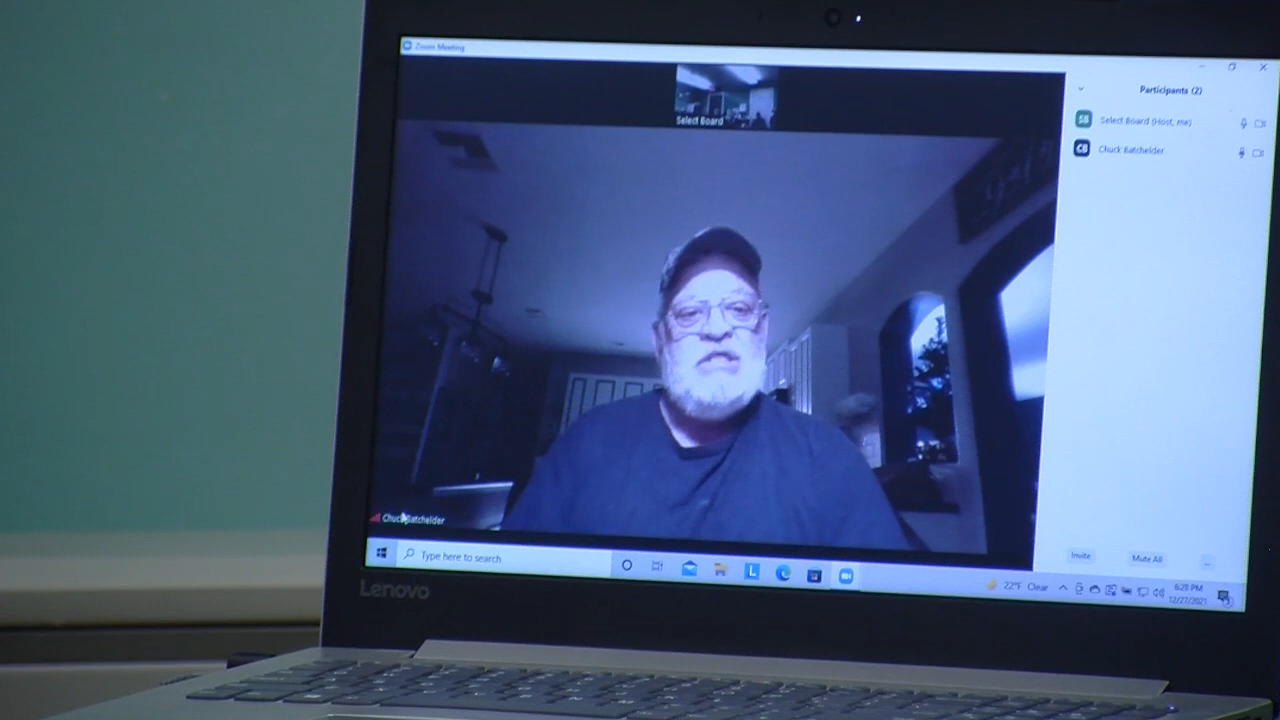 Zoom Meeting
Select Board
Participants (2)
SB Select Board (Host, me)
CB Chuck Batchelder
Chuck Batchelder
Invite
Mute All
...
Type here to search
L
22°F Clear
6:28 PM
12/27/2021
Lenovo